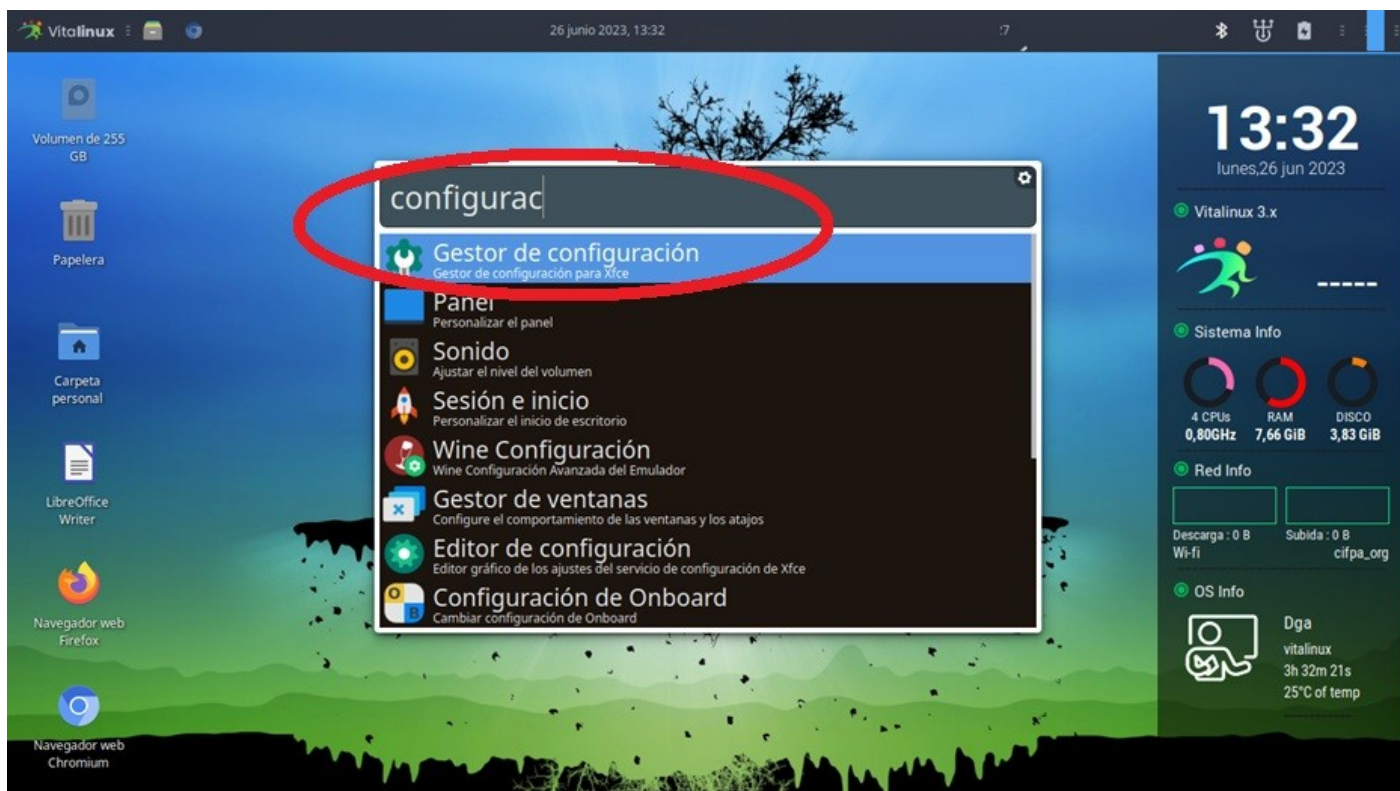 Vitalinux
26 junio 2023, 13:32
:7
Volumen de 255
GB
Papelera
Carpeta
personal
LibreOffice
Writer
Navegador web
Firefox
Navegador web
Chromium
configurac
Gestor de configuración
Gestor de configuración para Xfce
Panel
Personalizar el panel
Sonido
Ajustar el nivel del volumen
Sesión e inicio
Personalizar el inicio de escritorio
Wine Configuración
Wine Configuración Avanzada del Emulador
Gestor de ventanas
Configure el comportamiento de las ventanas y los atajos
Editor de configuración
Editor gráfico de los ajustes del servicio de configuración de Xfce
Configuración de Onboard
Cambiar configuración de Onboard
13:32
lunes,26 jun 2023
Vitalinux 3.x
-----
Sistema Info
4 CPUs RAM DISCO
0,80GHz 7,66 GiB 3,83 GiB
Red Info
Descarga : 0 B Subida : 0 B
Wi-fi cifpa_org
OS Info
Dga
vitalinux
3h 32m 21s
25°C of temp